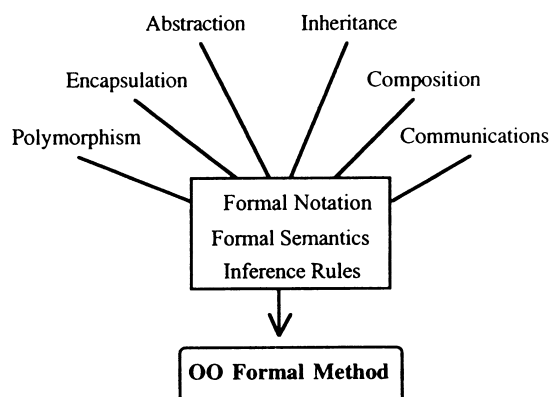 Abstraction
Inheritance
Encapsulation
Composition
Polymorphism
Communications
Formal Notation
Formal Semantics
Inference Rules
OO Formal Method